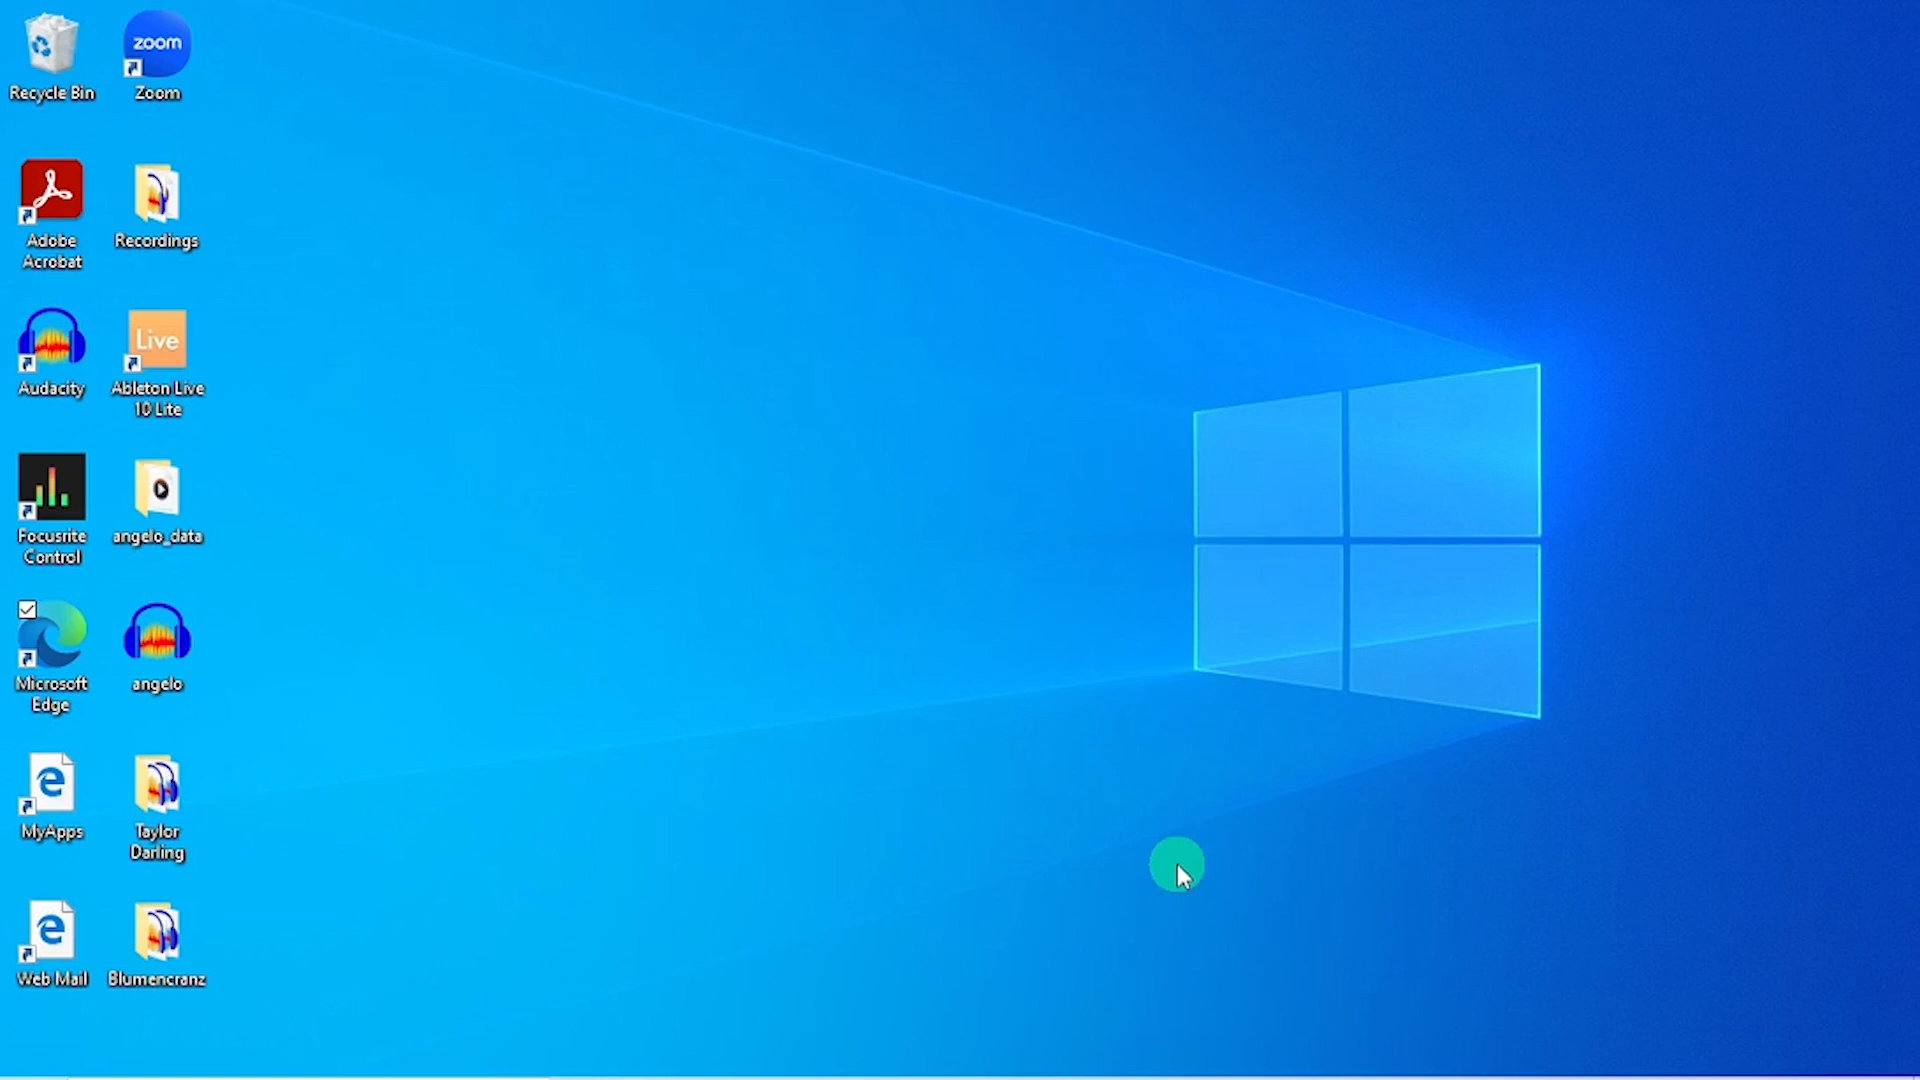 Recycle Bin
zoom
Zoom
Adobe
Acrobat
Recordings
Audacity
Live
Ableton Live
10 Lite
Focusrite
Control
angelo_data
Microsoft
Edge
angelo
MyApps
Taylor
Darling
Web Mail
Blumencranz